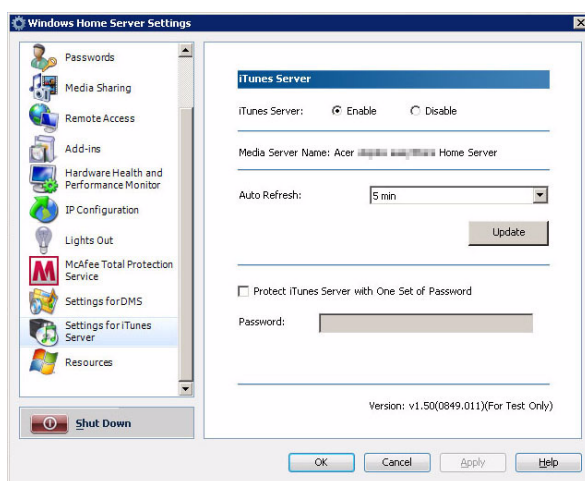 Windows Home Server Settings
Passwords
Media Sharing
Remote Access
Add-ins
Hardware Health and
Performance Monitor
IP Configuration
Lights Out
McAfee Total Protection
Service
Settings for DMS
Settings for iTunes
Server
Resources
Shut Down
iTunes Server
iTunes Server: Enable Disable
Media Server Name: Acer Home Server
Auto Refresh: 5 min
Update
Protect iTunes Server with One Set of Password
Password:
Version: v1.50(0849.011)(For Test Only)
OK Cancel Apply Help